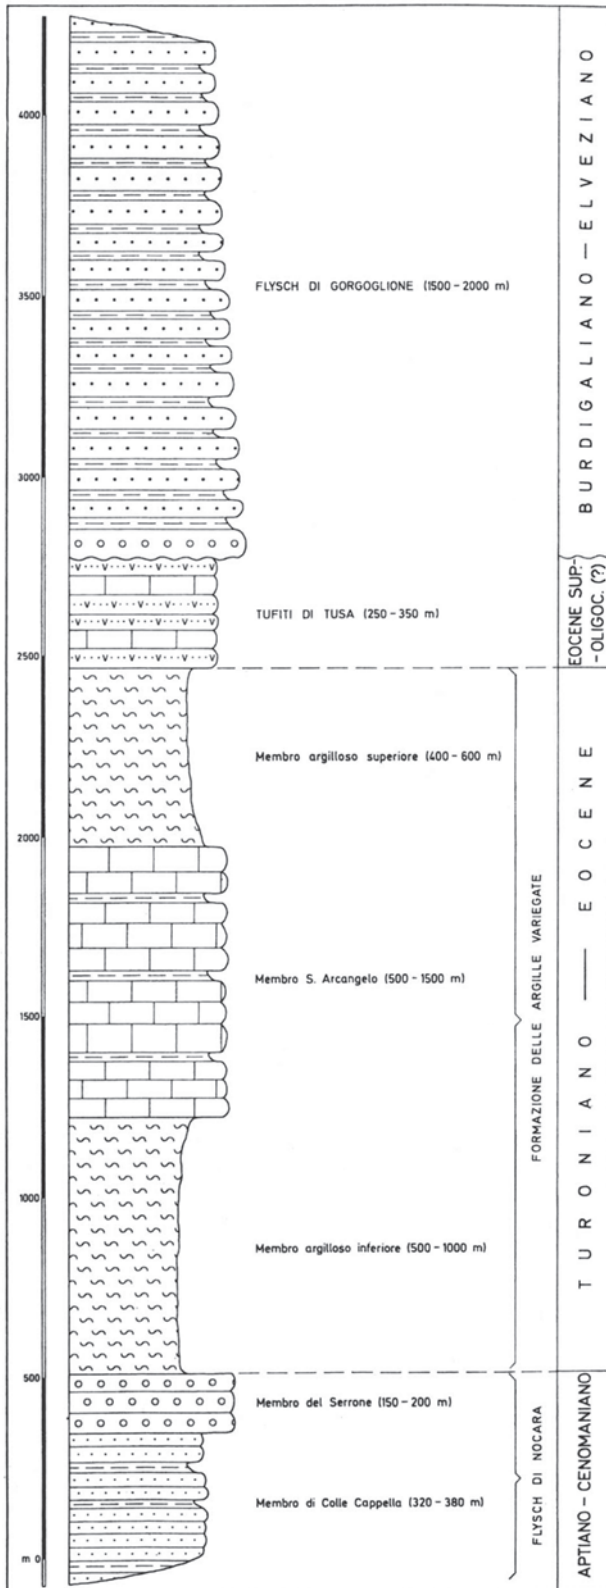 4000
3500
3000
2500
2000
1500
1000
500
m 0
FLYSCH DI GORGOGLIONE (1500 – 2000 m)
TUFITI DI TUSA (250 – 350 m)
Membro argilloso superiore (400 – 600 m)
Membro S. Arcangelo (500 – 1500 m)
Membro argilloso inferiore (500 – 1000 m)
Membro del Serrone (150 – 200 m)
Membro di Colle Cappella (320 – 380 m)
FORMAZIONE DELLE ARGILLE VARIEGATE
FLYSCH DI NOCARA
BURDIGALIANO — ELVEZIANO
EOCENE SUP.-
- OLIGOC. (?)
TURONIANO — EOCENE
APTIANO – CENOMANIANO